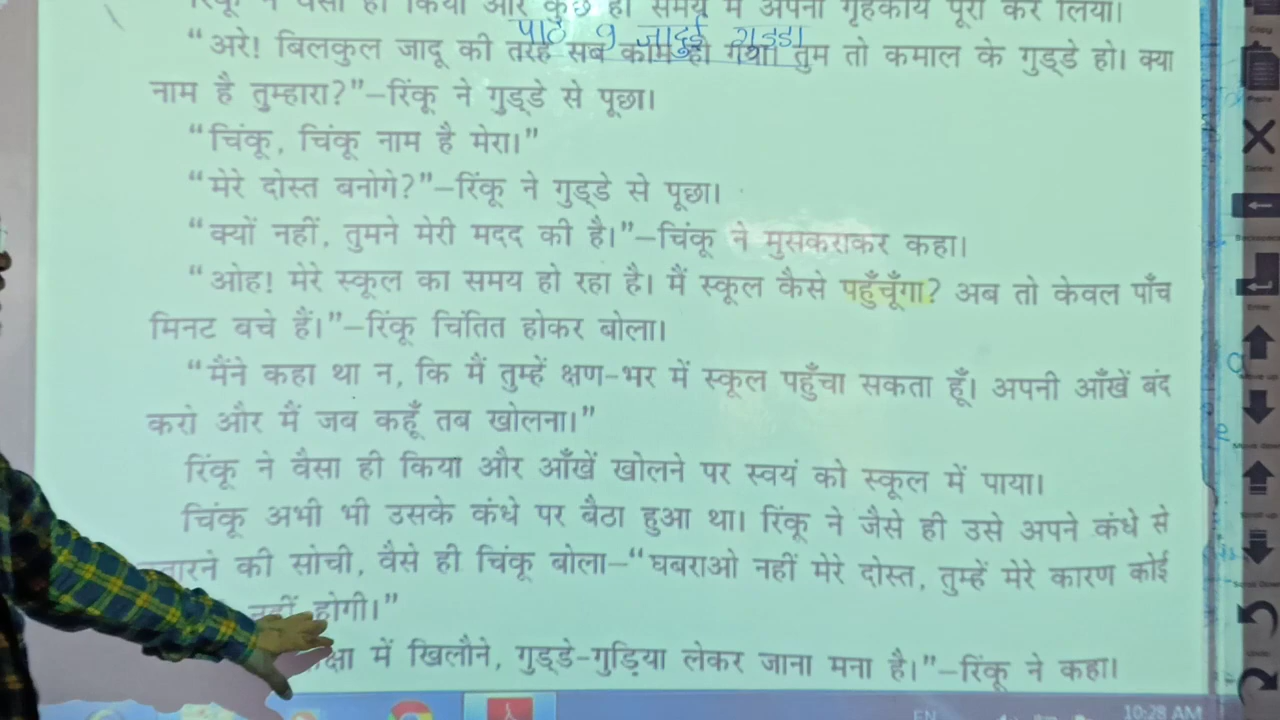 रिंकू ने वैसा ही किया और कुछ ही समय में अपना गृहकार्य पूरा कर लिया।
पाठ 9 जादुई गुड्डा
“अरे! बिलकुल जादू की तरह सब काम हो गया। तुम तो कमाल के गुड्डे हो। क्या
नाम है तुम्हारा?”–रिंकू ने गुड्डे से पूछा।
“चिंकू, चिंकू नाम है मेरा।”
“मेरे दोस्त बनोगे?”–रिंकू ने गुड्डे से पूछा।
“क्यों नहीं, तुमने मेरी मदद की है।”–चिंकू ने मुसकराकर कहा।
“ओह! मेरे स्कूल का समय हो रहा है। मैं स्कूल कैसे पहुँचूँगा? अब तो केवल पाँच
मिनट बचे हैं।”–रिंकू चिंतित होकर बोला।
“मैंने कहा था न, कि मैं तुम्हें क्षण-भर में स्कूल पहुँचा सकता हूँ। अपनी आँखें बंद
करो और मैं जब कहूँ तब खोलना।”
रिंकू ने वैसा ही किया और आँखें खोलने पर स्वयं को स्कूल में पाया।
चिंकू अभी भी उसके कंधे पर बैठा हुआ था। रिंकू ने जैसे ही उसे अपने कंधे से
की सोची, वैसे ही चिंकू बोला–“घबराओ नहीं मेरे दोस्त, तुम्हें मेरे कारण कोई
नहीं होगी।”
में खिलौने, गुड्डे-गुड़िया लेकर जाना मना है।”–रिंकू ने कहा।
EN
10:28 AM